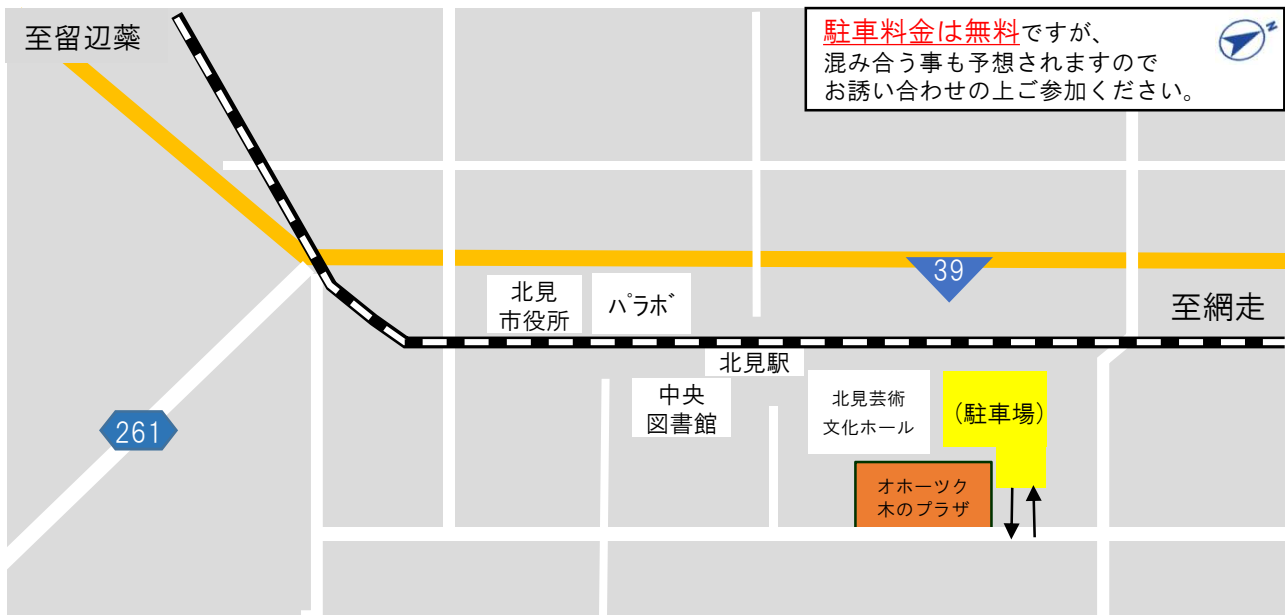 至留辺蘂
駐車料金は無料ですが、
混み合う事も予想されますので
お誘い合わせの上ご参加ください。
N
39
北見
市役所
パラボ
至網走
北見駅
中央
図書館
北見芸術
文化ホール
(駐車場)
261
オホーツク
木のプラザ